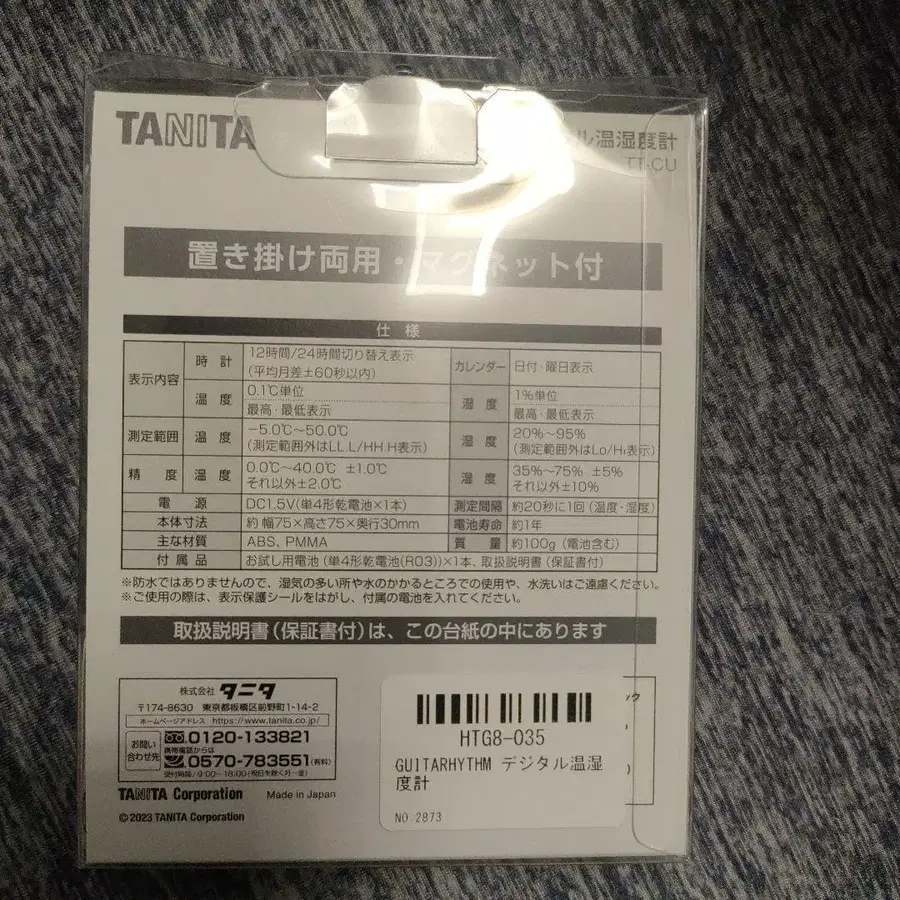 TANITA
ル温湿度計
TT-CU
置き掛け両用・マグネット付
仕 様
表示内容 時計 12時間/24時間切り替え表示
(平均月差±60秒以内)
カレンダー 日付・曜日表示
温度 0.1℃単位
最高・最低表示
湿度 1%単位
最高・最低表示
測定範囲 温度 −5.0℃〜50.0℃
(測定範囲外はLL.L/HH.H表示)
湿度 20%〜95%
(測定範囲外はLo/Hi表示)
精度 温度 0.0℃〜40.0℃ ±1.0℃
それ以外±2.0℃
湿度 35%〜75% ±5%
それ以外±10%
電源 DC1.5V(単4形乾電池×1本) 測定間隔 約20秒に1回(温度・湿度)
本体寸法 約 幅75×高さ75×奥行30mm 電池寿命 約1年
主な材質 ABS、PMMA 質量 約100g(電池含む)
付属品 お試し用電池(単4形乾電池(R03))×1本、取扱説明書(保証書付)
※防水ではありませんので、湿気の多い所や水のかかるところでの使用や、水洗いはご遠慮ください。
※ご使用の際は、表示保護シールをはがし、付属の電池を入れてください。
取扱説明書(保証書付)は、この台紙の中にあります
株式会社 タニタ
〒174-8630 東京都板橋区前野町1-14-2
ホームページアドレス https://www.tanita.co.jp/
お問い
合わせ先
0120-133821
携帯電話からは
0570-783551(有料)
受付時間/9:00〜18:00(祝日を除く月〜金)
TANITA Corporation Made in Japan
© 2023 TANITA Corporation
ック
HTG8-035
GUITARHYTHM デジタル温湿
度計
NO 2873